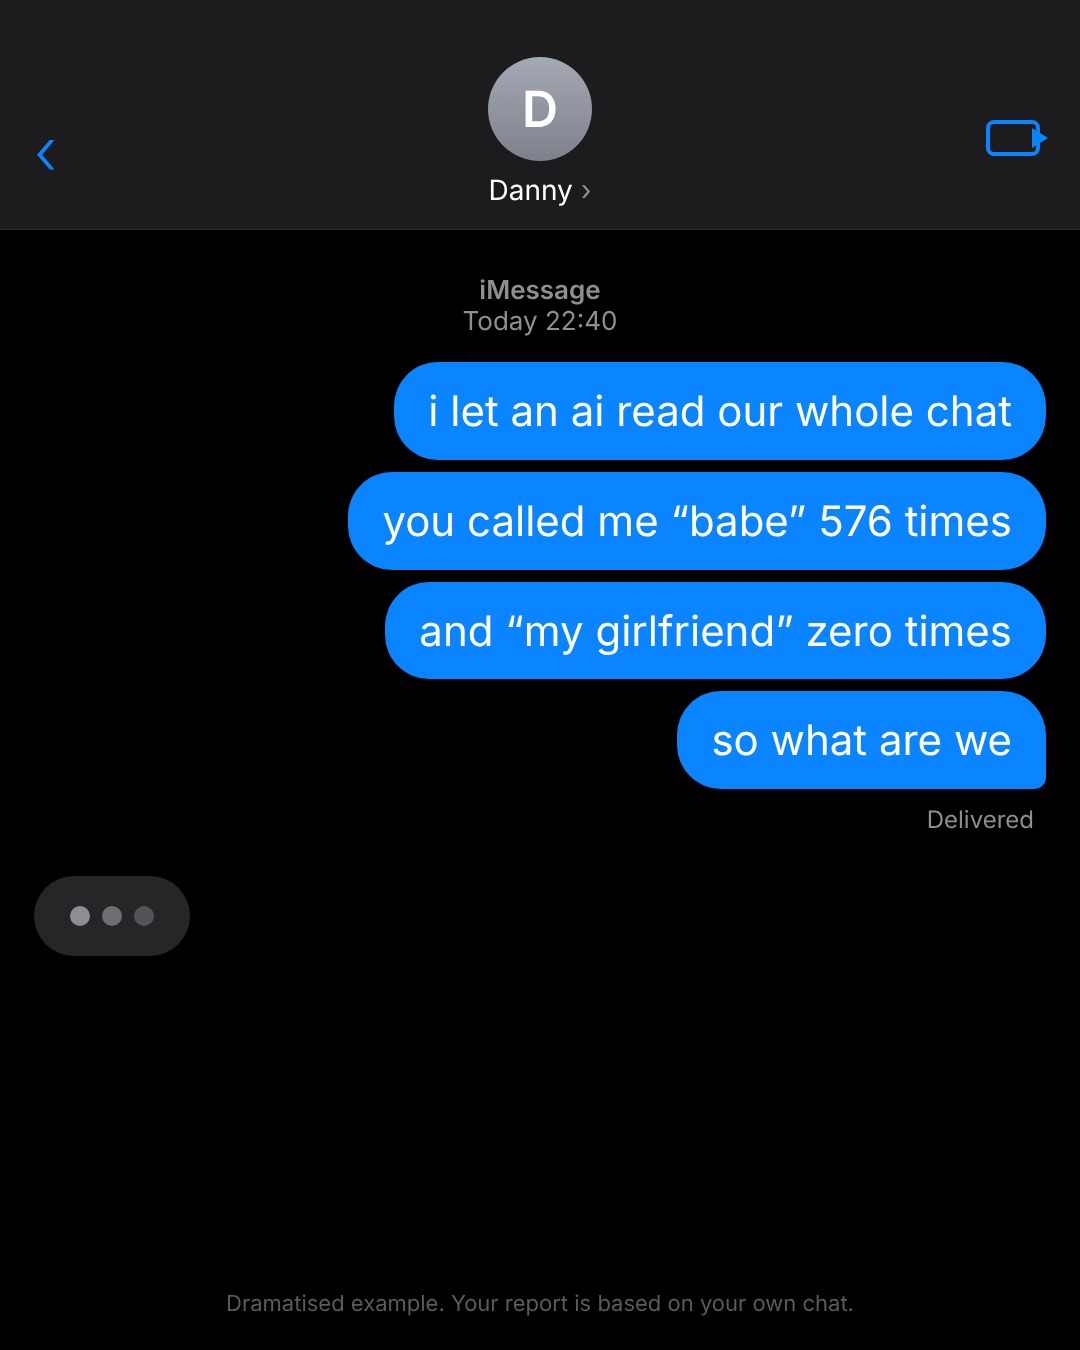 D
Danny ›
iMessage
Today 22:40
i let an ai read our whole chat
you called me “babe” 576 times
and “my girlfriend” zero times
so what are we
Delivered
Dramatised example. Your report is based on your own chat.